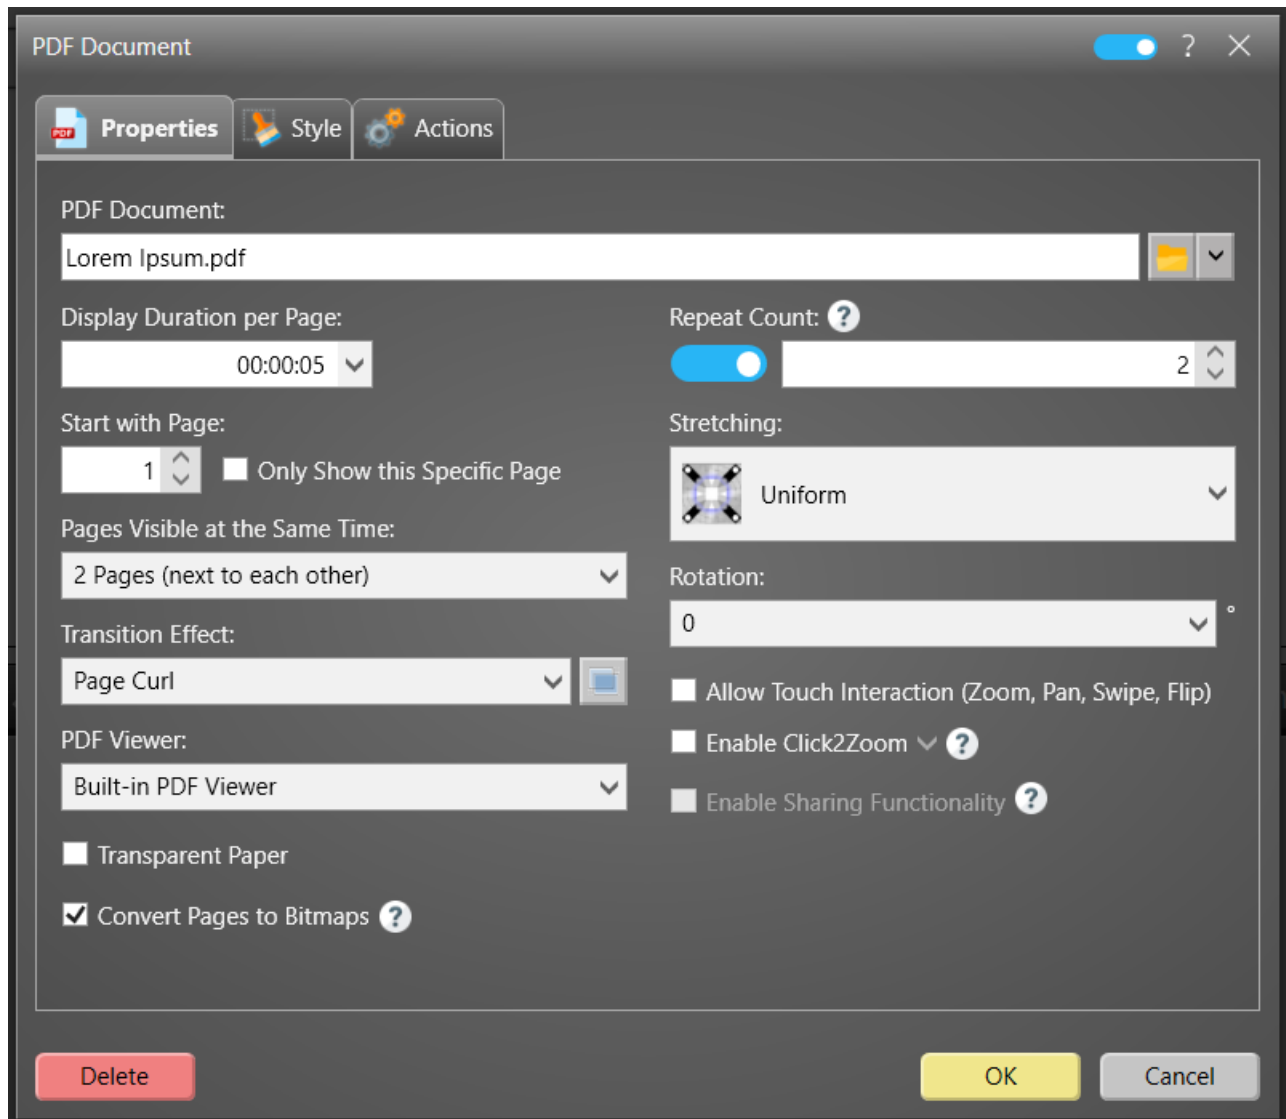 PDF Document ?
Properties Style Actions
PDF Document:
Lorem Ipsum.pdf
Display Duration per Page:
00:00:05
Repeat Count: ?
2
Start with Page:
1 Only Show this Specific Page
Stretching:
Uniform
Pages Visible at the Same Time:
2 Pages (next to each other)
Rotation:
0 °
Transition Effect:
Page Curl
Allow Touch Interaction (Zoom, Pan, Swipe, Flip)
PDF Viewer:
Built-in PDF Viewer
Enable Click2Zoom ?
Enable Sharing Functionality ?
Transparent Paper
Convert Pages to Bitmaps ?
Delete OK Cancel